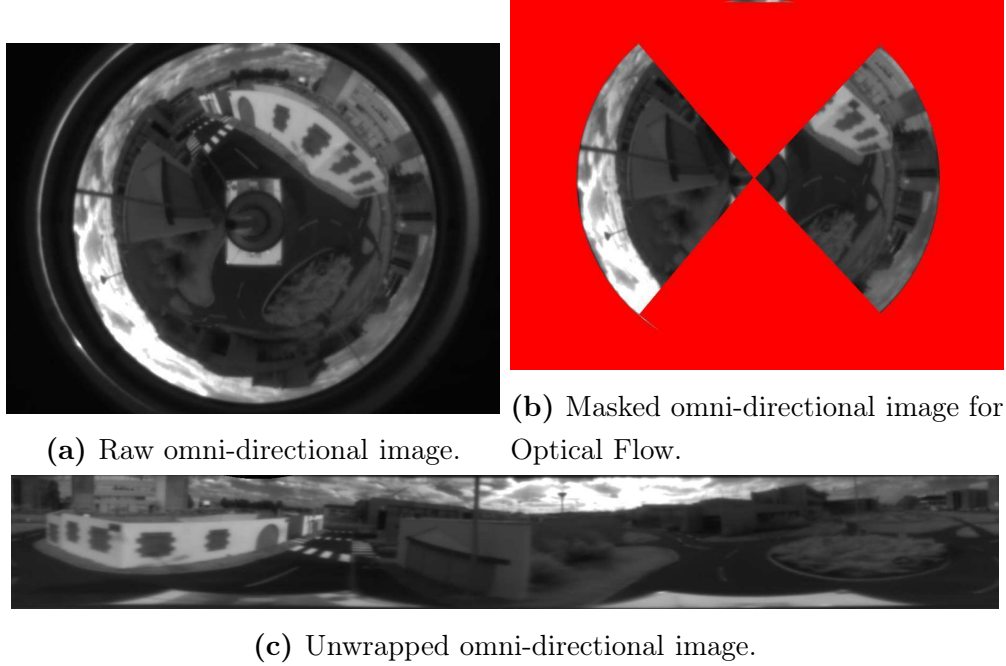 (a) Raw omni-directional image.
(b) Masked omni-directional image for
Optical Flow.
(c) Unwrapped omni-directional image.